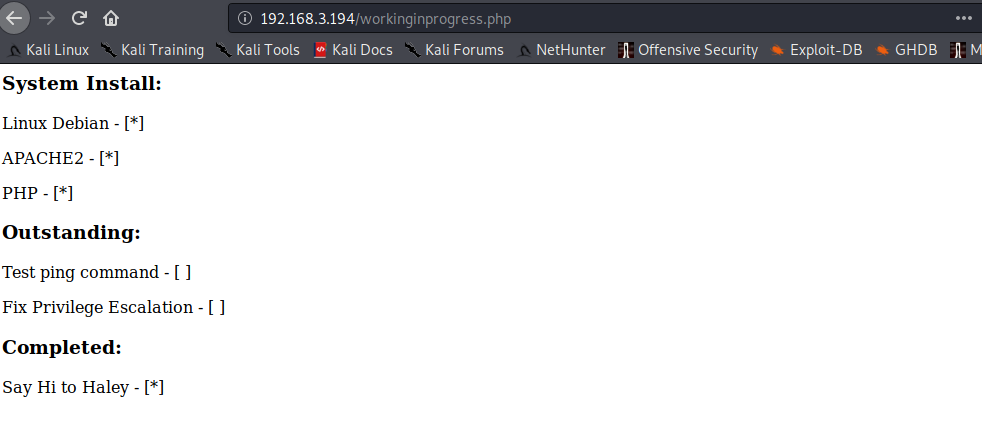 192.168.3.194/workinginprogress.php
Kali Linux Kali Training Kali Tools Kali Docs Kali Forums NetHunter Offensive Security Exploit-DB GHDB M
System Install:
Linux Debian - [*]
APACHE2 - [*]
PHP - [*]
Outstanding:
Test ping command - [ ]
Fix Privilege Escalation - [ ]
Completed:
Say Hi to Haley - [*]